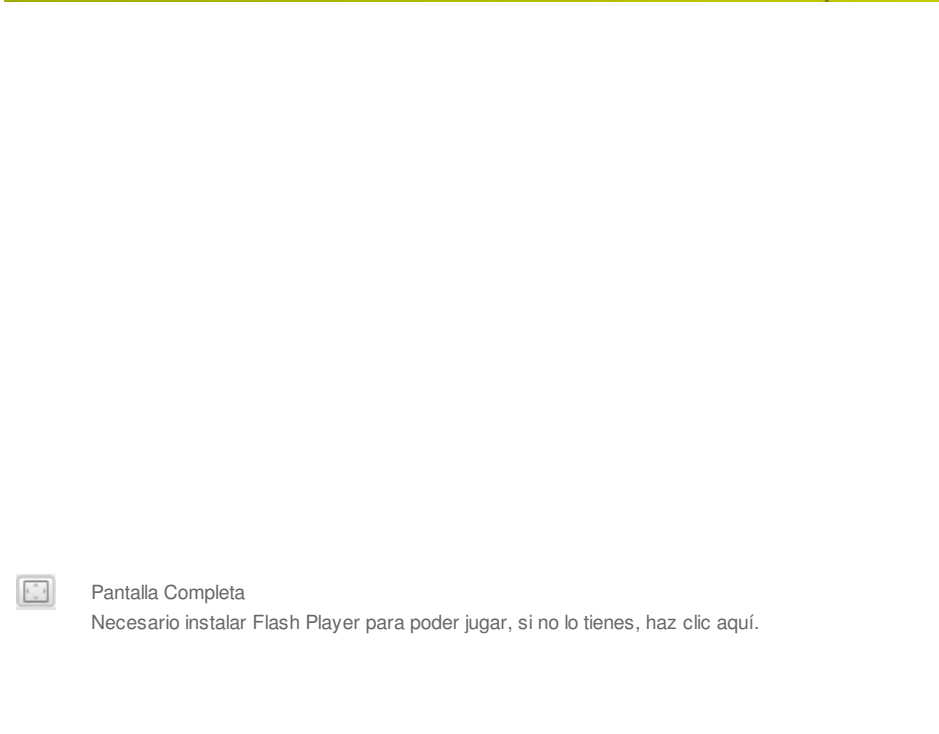 Pantalla Completa
Necesario instalar Flash Player para poder jugar, si no lo tienes, haz clic aquí.